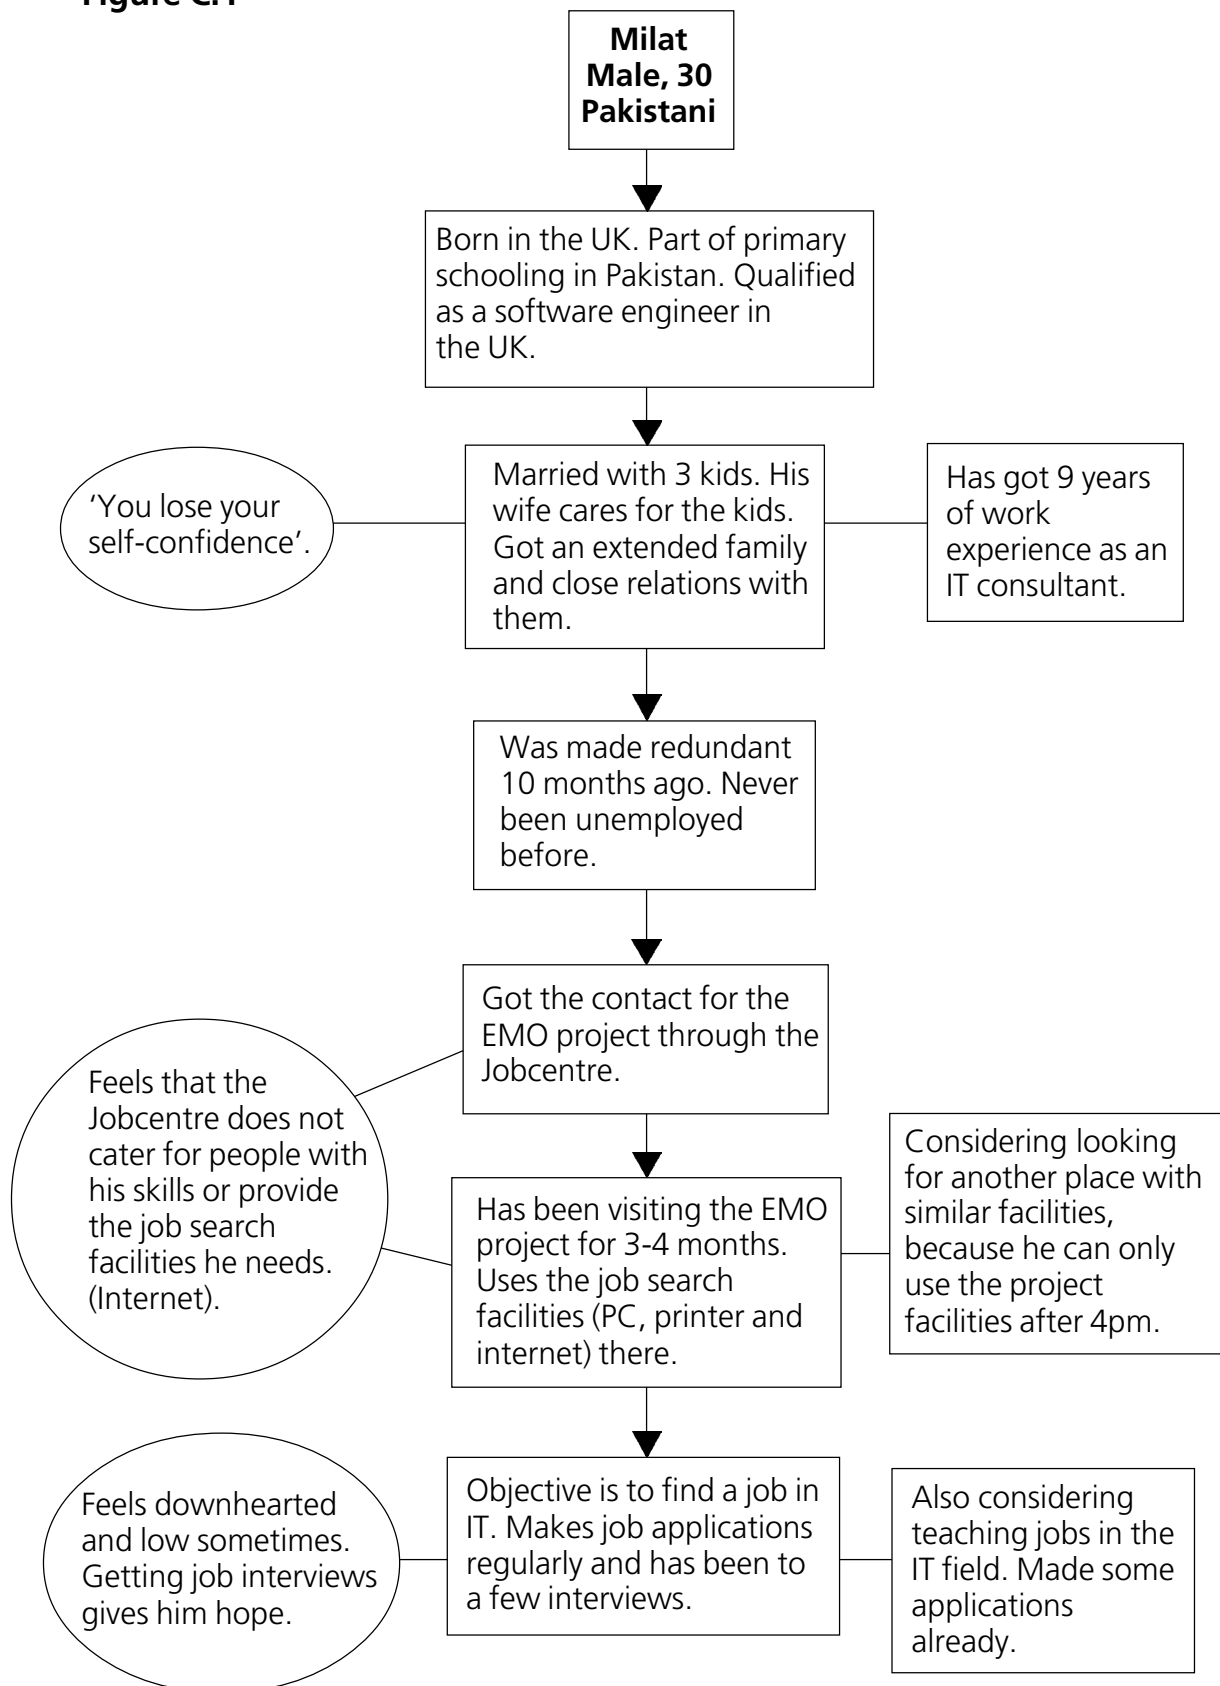 Milat
Male, 30
Pakistani
Born in the UK. Part of primary
schooling in Pakistan. Qualified
as a software engineer in
the UK.
'You lose your
self-confidence'.
Married with 3 kids. His
wife cares for the kids.
Got an extended family
and close relations with
them.
Has got 9 years
of work
experience as an
IT consultant.
Was made redundant
10 months ago. Never
been unemployed
before.
Got the contact for the
EMO project through the
Jobcentre.
Feels that the
Jobcentre does not
cater for people with
his skills or provide
the job search
facilities he needs.
(Internet).
Has been visiting the EMO
project for 3-4 months.
Uses the job search
facilities (PC, printer and
internet) there.
Considering looking
for another place with
similar facilities,
because he can only
use the project
facilities after 4pm.
Feels downhearted
and low sometimes.
Getting job interviews
gives him hope.
Objective is to find a job in
IT. Makes job applications
regularly and has been to
a few interviews.
Also considering
teaching jobs in the
IT field. Made some
applications
already.